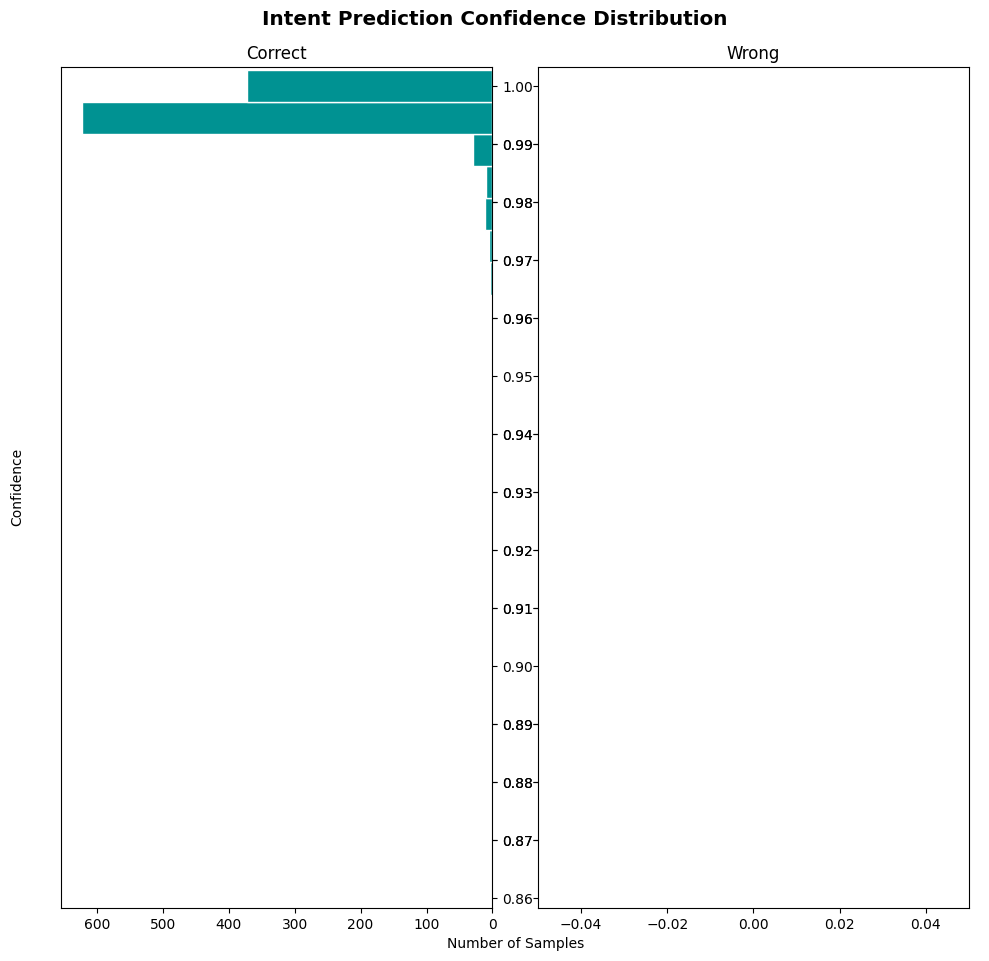 Intent Prediction Confidence Distribution
Correct
Wrong
1.00
0.99
0.98
0.97
0.96
0.95
0.94
0.93
0.92
0.91
0.90
0.89
0.88
0.87
0.86
Confidence
600 500 400 300 200 100 0
−0.04 −0.02 0.00 0.02 0.04
Number of Samples